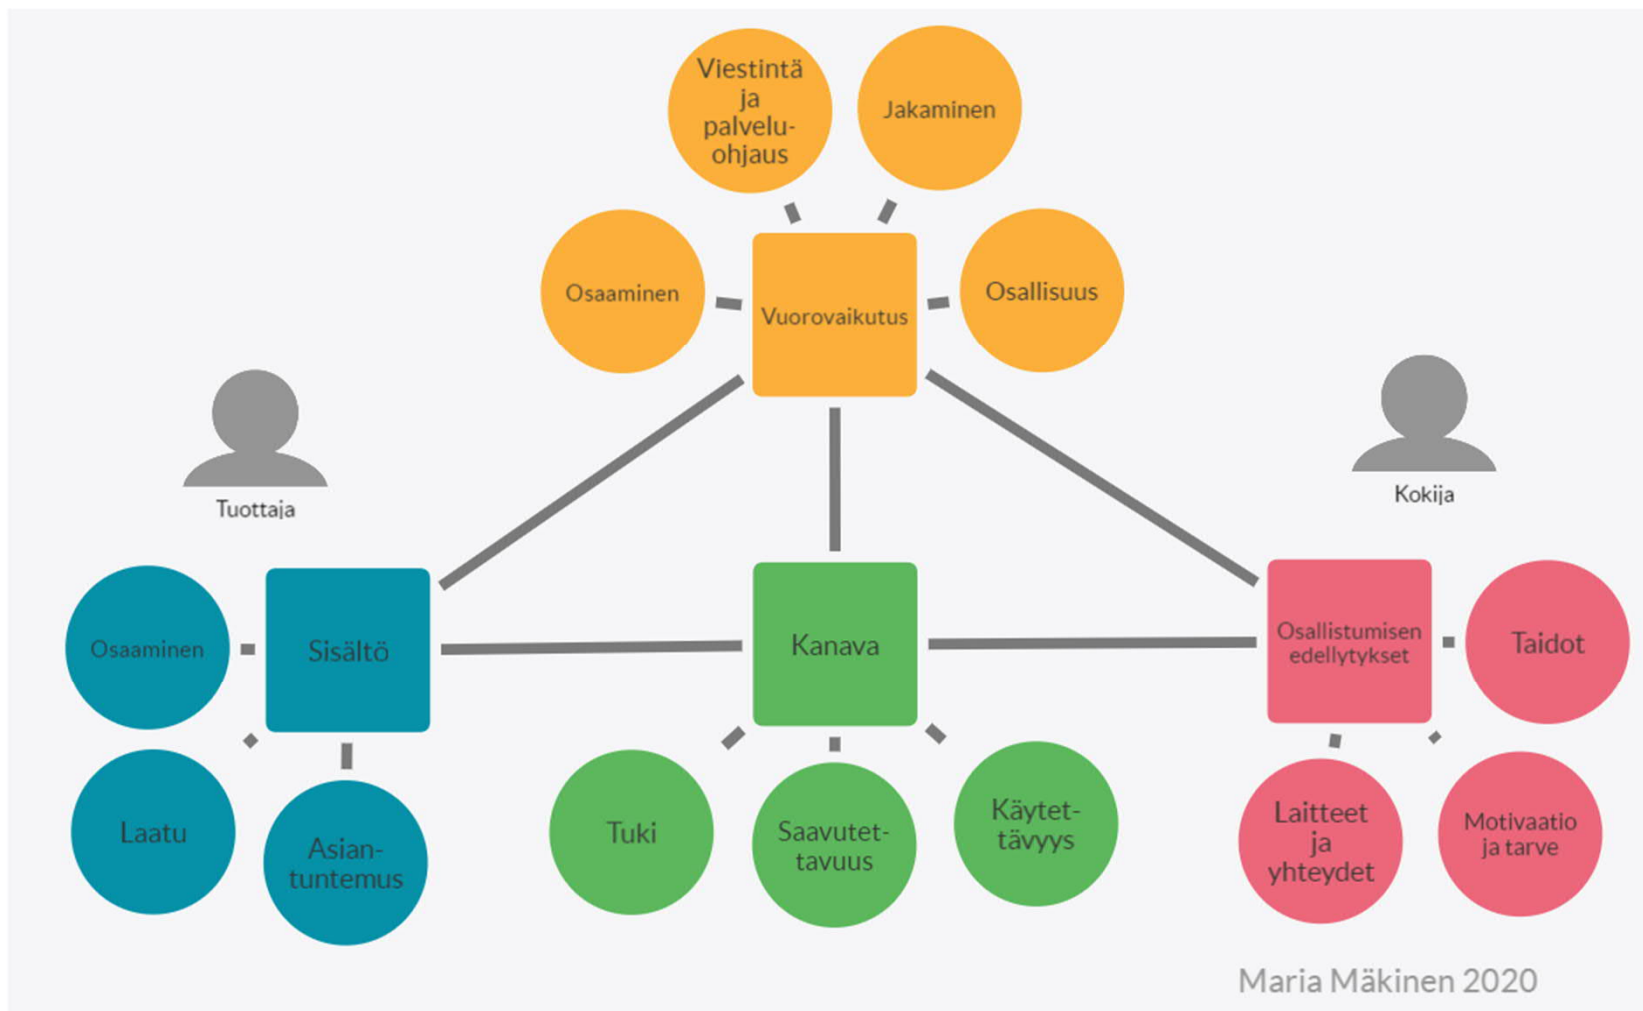 Viestintä
ja
palvelu-
ohjaus
Jakaminen
Osaaminen
Vuorovaikutus
Osallisuus
Tuottaja
Kokija
Osaaminen
Sisältö
Laatu
Asian-
tuntemus
Kanava
Tuki
Saavutet-
tavuus
Käytet-
tävyys
Osallistumisen
edellytykset
Taidot
Laitteet
ja
yhteydet
Motivaatio
ja tarve
Maria Mäkinen 2020